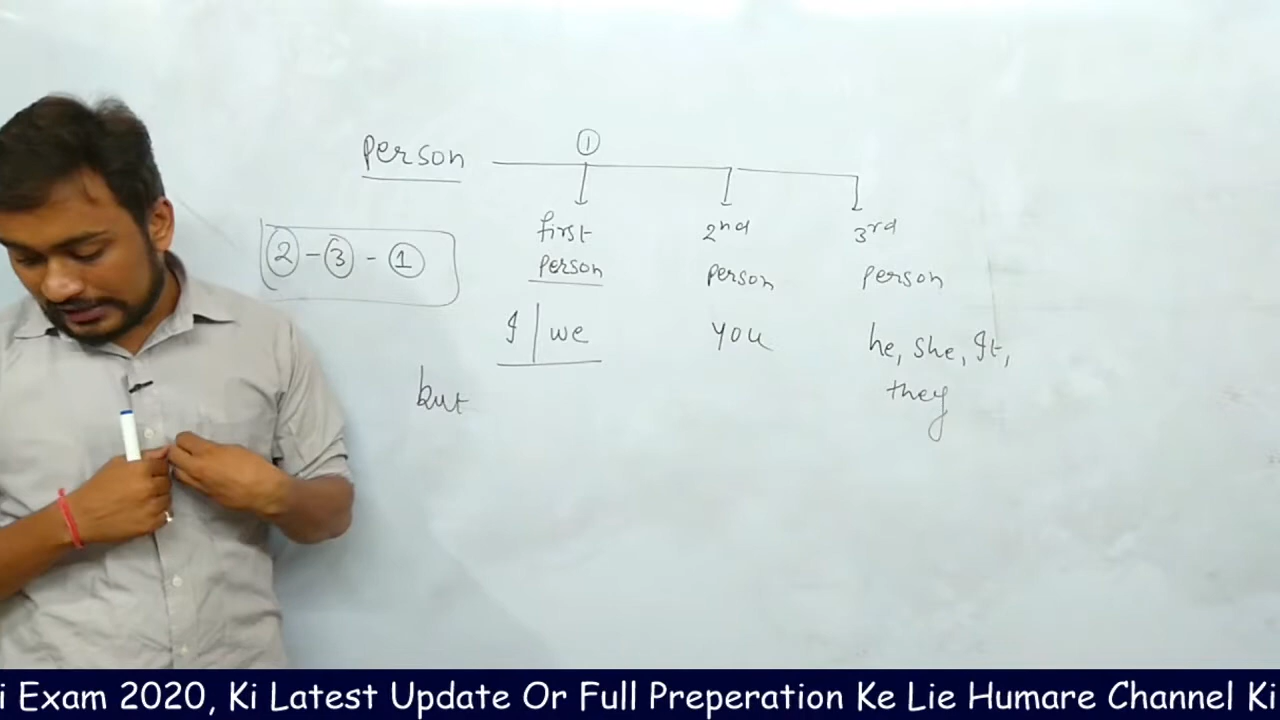 person
①
first person
2nd person
3rd person
② - ③ - ①
I | we
you
he, she, It,
they
but
i Exam 2020, Ki Latest Update Or Full Preperation Ke Lie Humare Channel Ki